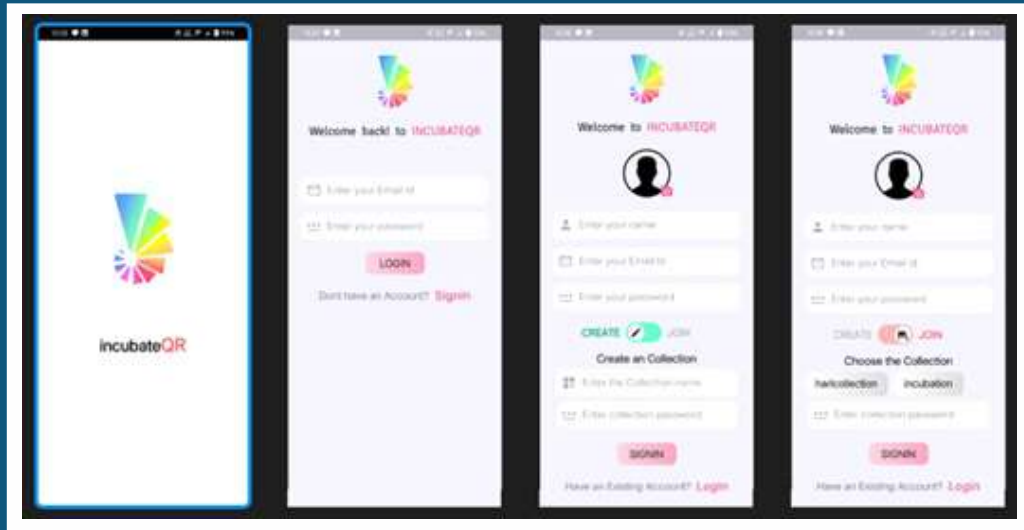 incubateQR
Welcome back! to INCUBATEQR
Enter your Email Id
Enter your password
LOGIN
Dont have an Account? Signin
Welcome to INCUBATEQR
Enter your name
Enter your Email Id
Enter your password
CREATE JOIN
Create an Collection
Enter the Collection name
Enter collection password
SIGNIN
Have an Existing Account? Login
Welcome to INCUBATEQR
Enter your name
Enter your Email Id
Enter your password
CREATE JOIN
Choose the Collection
haricollection incubation
Enter collection password
SIGNIN
Have an Existing Account? Login